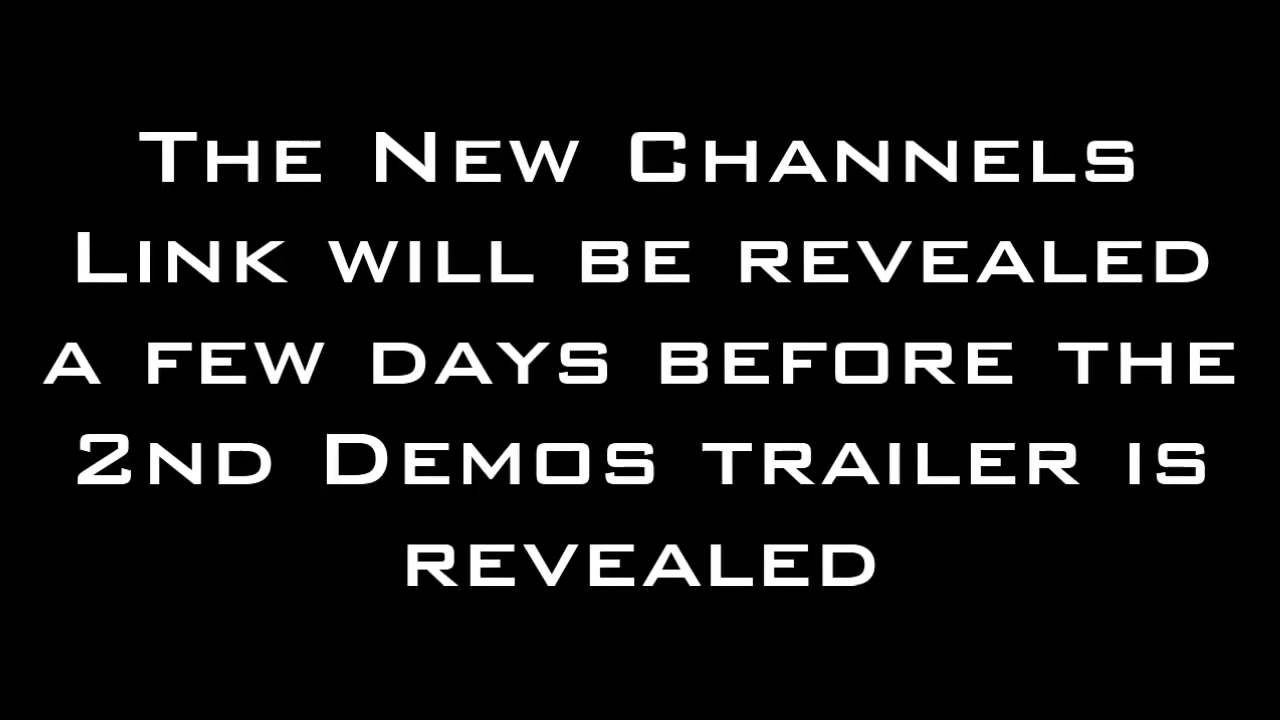 The New Channels
Link will be revealed
a few days before the
2nd Demos trailer is
revealed